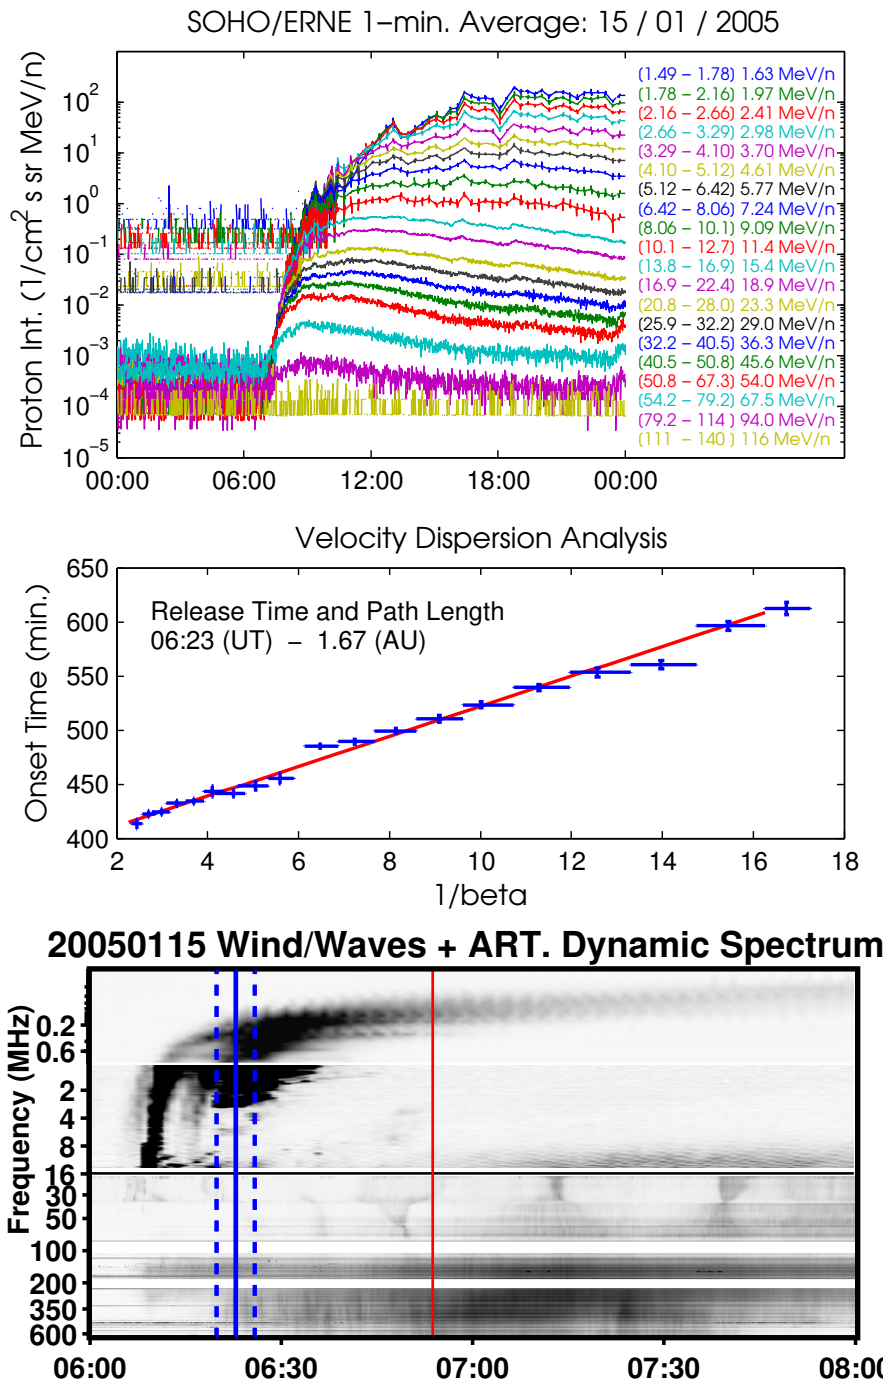 SOHO/ERNE 1–min. Average: 15 / 01 / 2005
Proton Int. (1/cm² s sr MeV/n)
10²
10¹
10⁰
10⁻¹
10⁻²
10⁻³
10⁻⁴
10⁻⁵
00:00 06:00 12:00 18:00 00:00
(1.49 – 1.78) 1.63 MeV/n
(1.78 – 2.16) 1.97 MeV/n
(2.16 – 2.66) 2.41 MeV/n
(2.66 – 3.29) 2.98 MeV/n
(3.29 – 4.10) 3.70 MeV/n
(4.10 – 5.12) 4.61 MeV/n
(5.12 – 6.42) 5.77 MeV/n
(6.42 – 8.06) 7.24 MeV/n
(8.06 – 10.1) 9.09 MeV/n
(10.1 – 12.7) 11.4 MeV/n
(13.8 – 16.9) 15.4 MeV/n
(16.9 – 22.4) 18.9 MeV/n
(20.8 – 28.0) 23.3 MeV/n
(25.9 – 32.2) 29.0 MeV/n
(32.2 – 40.5) 36.3 MeV/n
(40.5 – 50.8) 45.6 MeV/n
(50.8 – 67.3) 54.0 MeV/n
(54.2 – 79.2) 67.5 MeV/n
(79.2 – 114 ) 94.0 MeV/n
(111 – 140 ) 116 MeV/n
Velocity Dispersion Analysis
Onset Time (min.)
650
600
550
500
450
400
Release Time and Path Length
06:23 (UT) – 1.67 (AU)
2 4 6 8 10 12 14 16 18
1/beta
20050115 Wind/Waves + ART. Dynamic Spectrum
Frequency (MHz)
0.2
0.6
2
4
8
16
30
50
100
200
350
600
06:00 06:30 07:00 07:30 08:00